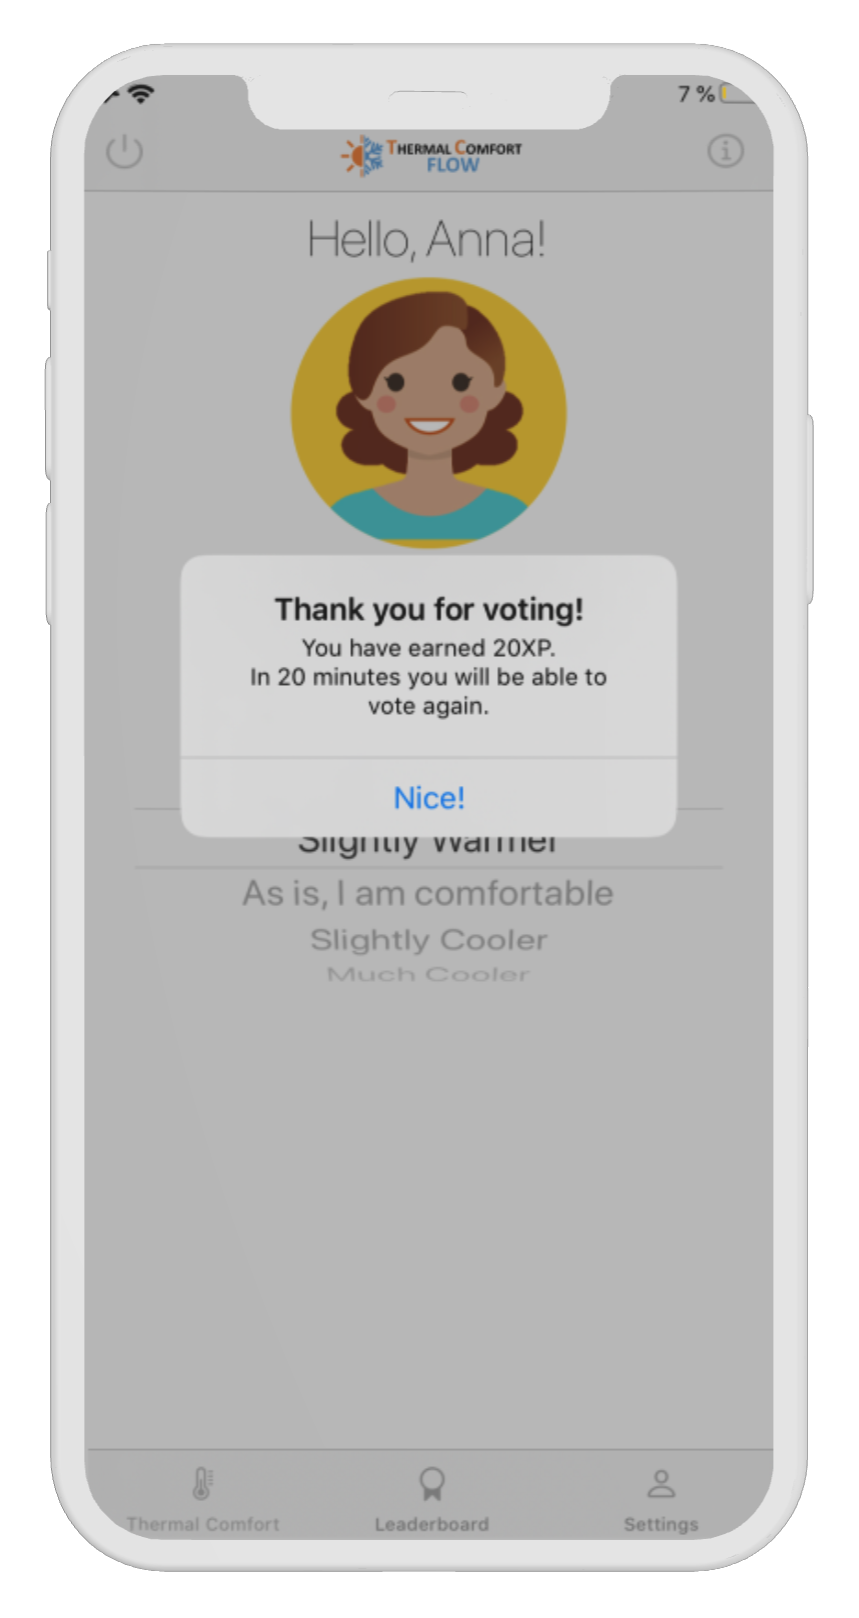 7 %
THERMAL COMFORT
FLOW
Hello, Anna!
Thank you for voting!
You have earned 20XP.
In 20 minutes you will be able to
vote again.
Nice!
Slightly Warmer
As is, I am comfortable
Slightly Cooler
Much Cooler
Thermal Comfort
Leaderboard
Settings